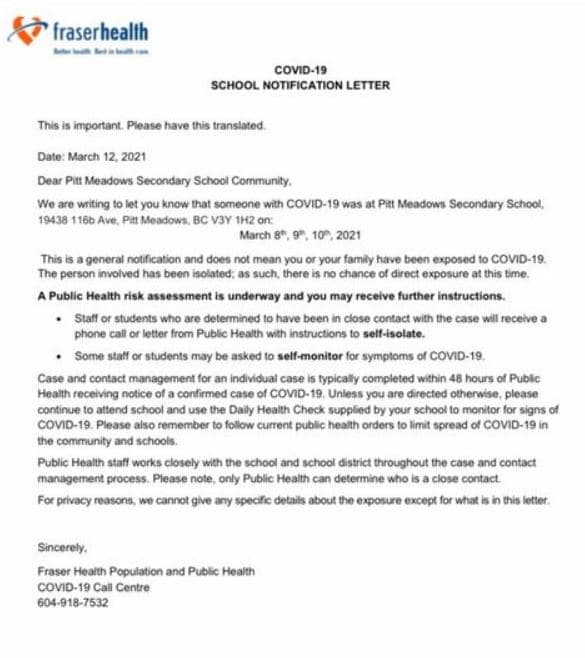 fraserhealth
Better health. Best in health care
COVID-19
SCHOOL NOTIFICATION LETTER
This is important. Please have this translated.
Date: March 12, 2021
Dear Pitt Meadows Secondary School Community,
We are writing to let you know that someone with COVID-19 was at Pitt Meadows Secondary School,
19438 116b Ave, Pitt Meadows, BC V3Y 1H2 on:
March 8th, 9th, 10th, 2021
This is a general notification and does not mean you or your family have been exposed to COVID-19.
The person involved has been isolated; as such, there is no chance of direct exposure at this time.
A Public Health risk assessment is underway and you may receive further instructions.
• Staff or students who are determined to have been in close contact with the case will receive a
phone call or letter from Public Health with instructions to self-isolate.
• Some staff or students may be asked to self-monitor for symptoms of COVID-19.
Case and contact management for an individual case is typically completed within 48 hours of Public
Health receiving notice of a confirmed case of COVID-19. Unless you are directed otherwise, please
continue to attend school and use the Daily Health Check supplied by your school to monitor for signs of
COVID-19. Please also remember to follow current public health orders to limit spread of COVID-19 in
the community and schools.
Public Health staff works closely with the school and school district throughout the case and contact
management process. Please note, only Public Health can determine who is a close contact.
For privacy reasons, we cannot give any specific details about the exposure except for what is in this letter.
Sincerely,
Fraser Health Population and Public Health
COVID-19 Call Centre
604-918-7532